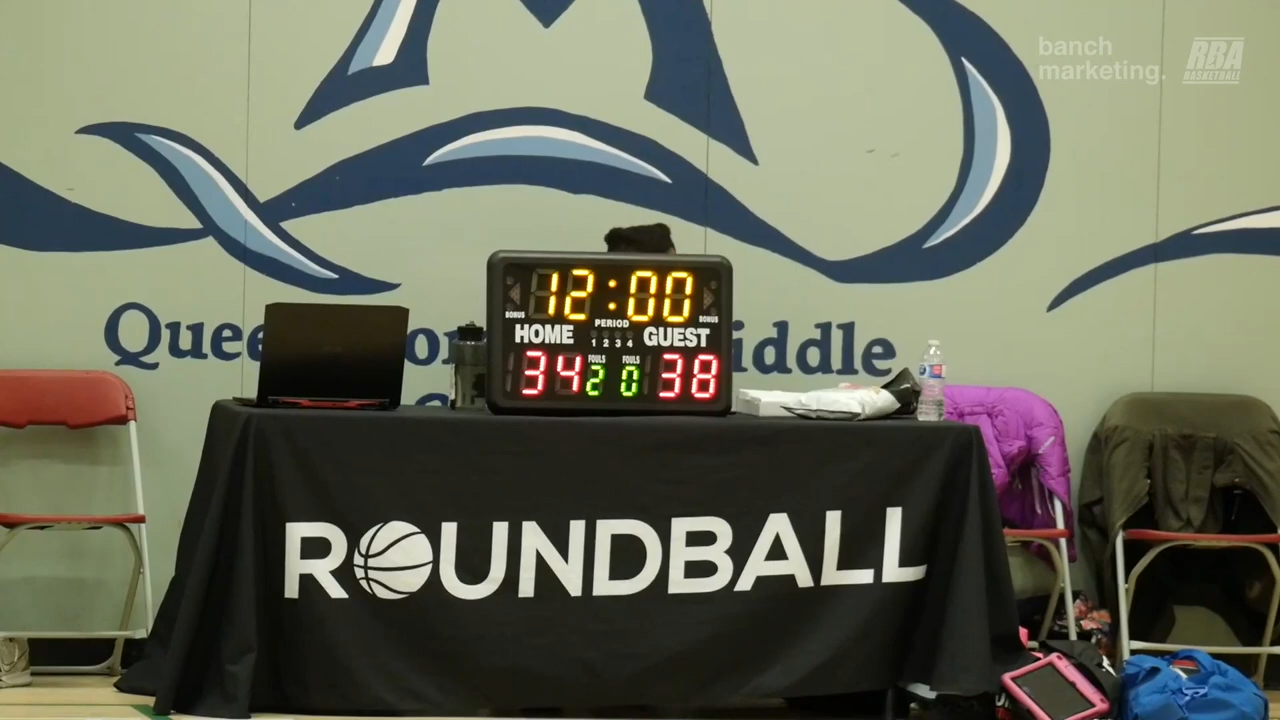 banch
marketing.
RBA
BASKETBALL
12:00
BONUS
BONUS
PERIOD
HOME
GUEST
1 2 3 4
FOULS
FOULS
34
2
0
38
ROUNDBALL